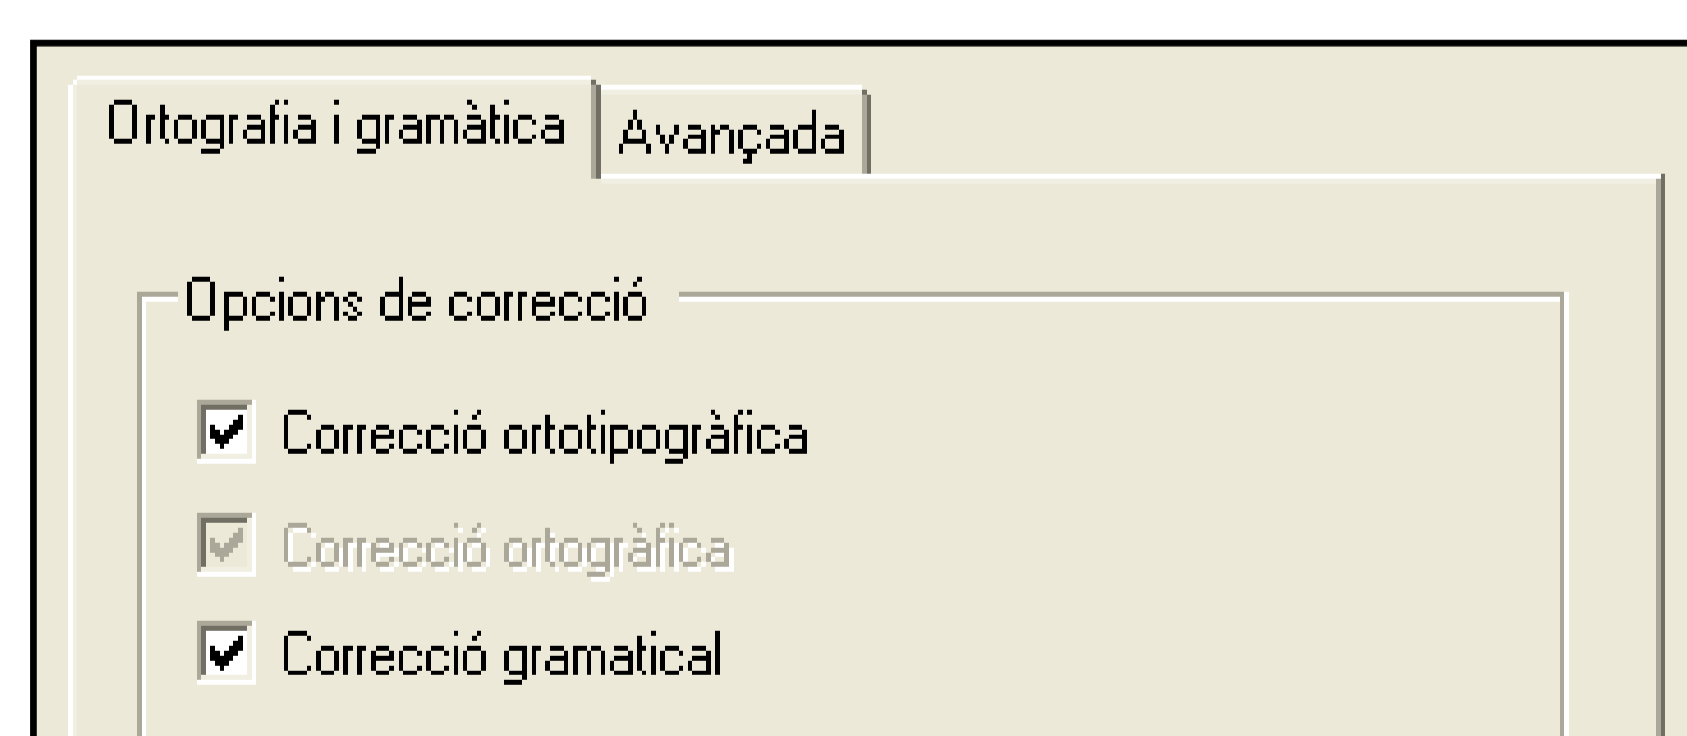 Ortografia i gramàtica
Avançada
Opcions de correcció
Correcció ortotipogràfica
Correcció ortogràfica
Correcció gramatical